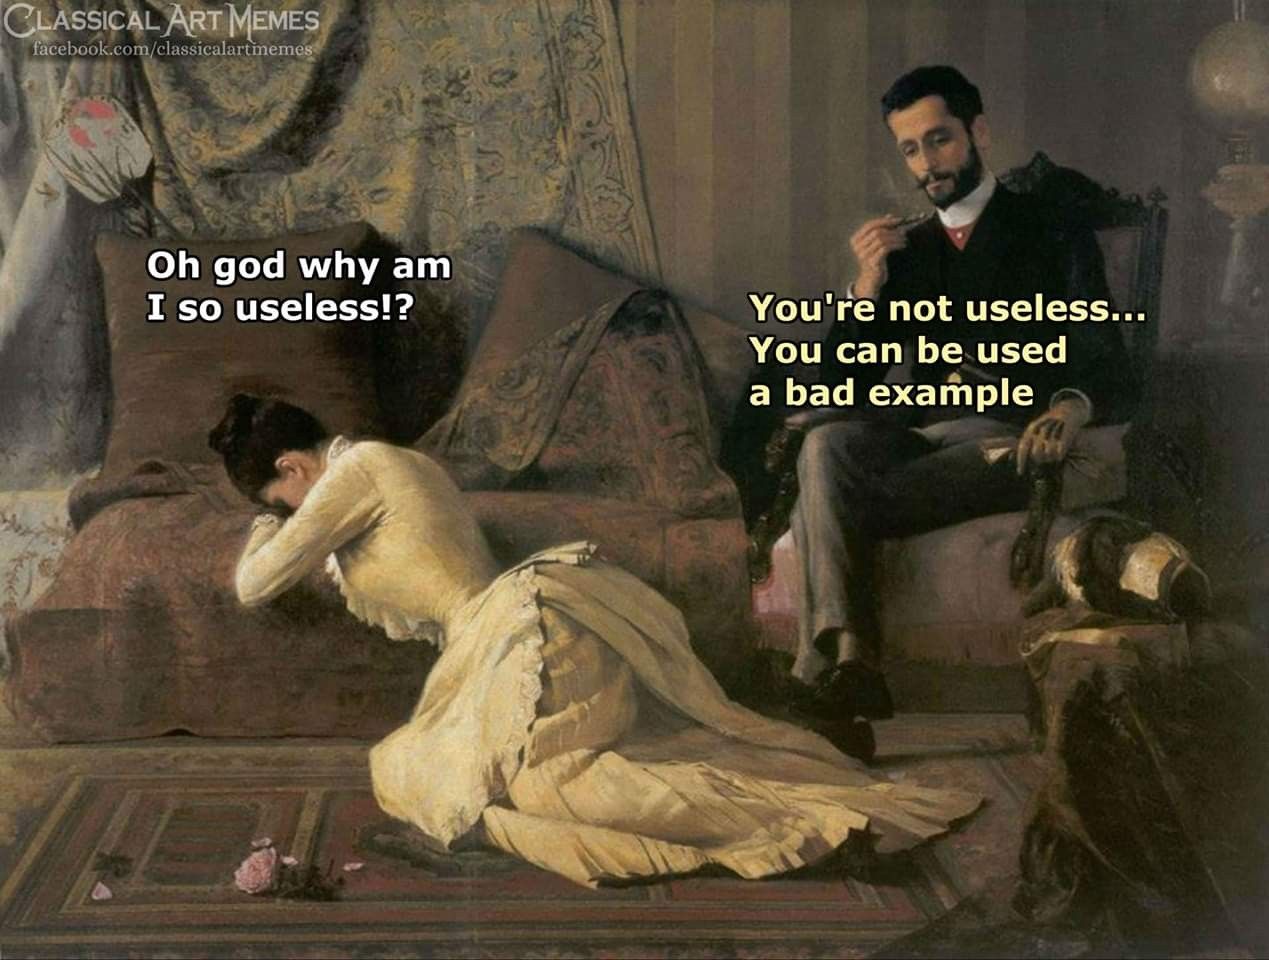 CLASSICAL ART MEMES
facebook.com/classicalartmemes
Oh god why am
I so useless!?
You're not useless...
You can be used
a bad example